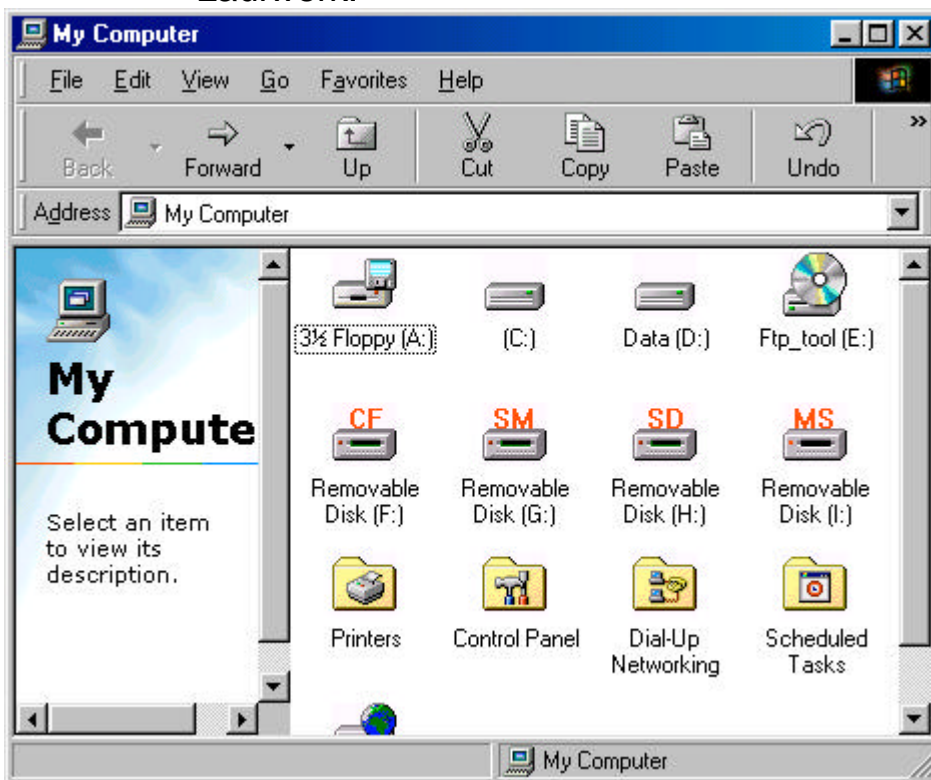 My Computer
File Edit View Go Favorites Help
Back Forward Up Cut Copy Paste Undo »
Address My Computer
My
Compute
Select an item
to view its
description.
3½ Floppy (A:) (C:) Data (D:) Ftp_tool (E:)
CF SM SD MS
Removable Removable Removable Removable
Disk (F:) Disk (G:) Disk (H:) Disk (I:)
Printers Control Panel Dial-Up Scheduled
Networking Tasks
My Computer